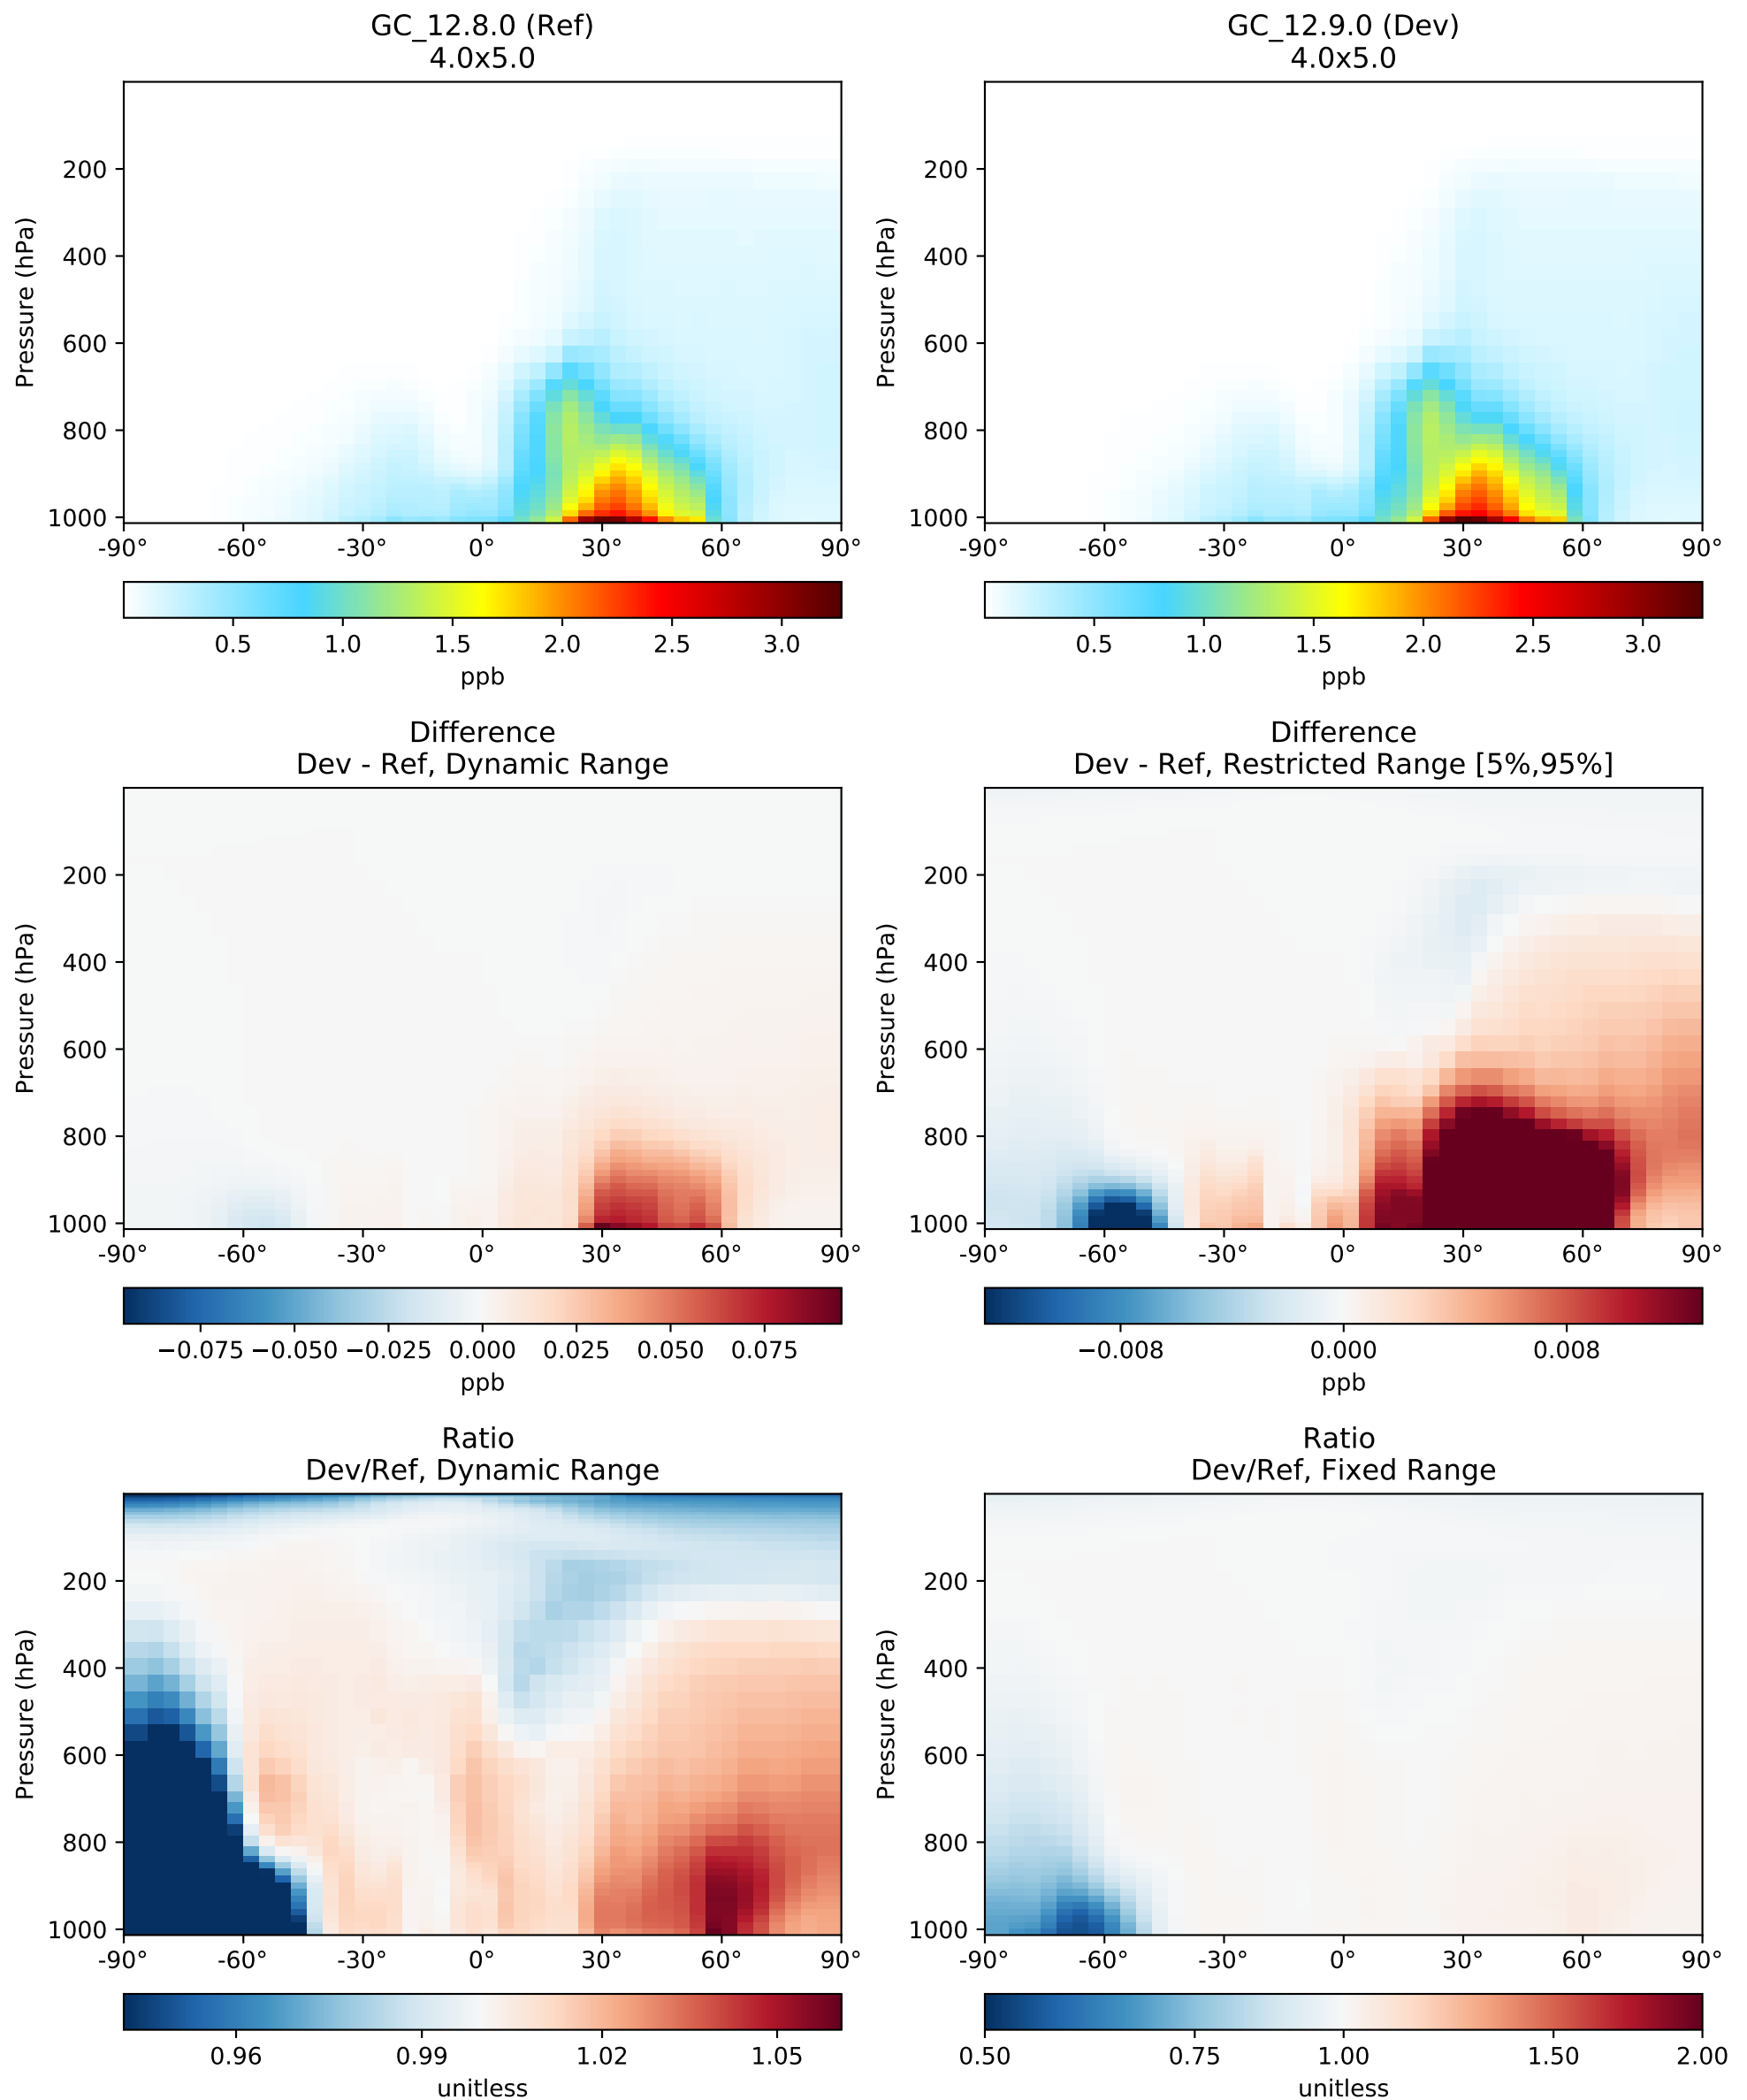 GC_12.8.0 (Ref)
4.0x5.0
Pressure (hPa)
200
400
600
800
1000
-90° -60° -30° 0° 30° 60° 90°
0.5 1.0 1.5 2.0 2.5 3.0
ppb
GC_12.9.0 (Dev)
4.0x5.0
Pressure (hPa)
200
400
600
800
1000
-90° -60° -30° 0° 30° 60° 90°
0.5 1.0 1.5 2.0 2.5 3.0
ppb
Difference
Dev - Ref, Dynamic Range
Pressure (hPa)
200
400
600
800
1000
-90° -60° -30° 0° 30° 60° 90°
−0.075 −0.050 −0.025 0.000 0.025 0.050 0.075
ppb
Difference
Dev - Ref, Restricted Range [5%,95%]
Pressure (hPa)
200
400
600
800
1000
-90° -60° -30° 0° 30° 60° 90°
−0.008 0.000 0.008
ppb
Ratio
Dev/Ref, Dynamic Range
Pressure (hPa)
200
400
600
800
1000
-90° -60° -30° 0° 30° 60° 90°
0.96 0.99 1.02 1.05
unitless
Ratio
Dev/Ref, Fixed Range
Pressure (hPa)
200
400
600
800
1000
-90° -60° -30° 0° 30° 60° 90°
0.50 0.75 1.00 1.50 2.00
unitless